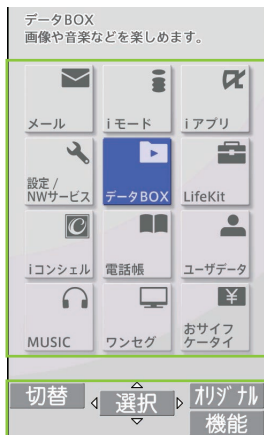 データBOX
画像や音楽などを楽しめます。
メール
iモード
iアプリ
設定/
NWサービス
データBOX
LifeKit
iコンシェル
電話帳
ユーザデータ
MUSIC
ワンセグ
おサイフ
ケータイ
切替
選択
オリジナル
機能